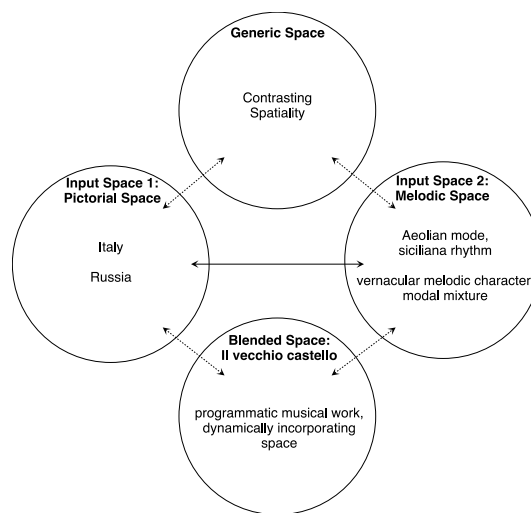 Generic Space
Contrasting
Spatiality
Input Space 1:
Pictorial Space
Italy
Russia
Input Space 2:
Melodic Space
Aeolian mode,
siciliana rhythm
vernacular melodic character
modal mixture
Blended Space:
Il vecchio castello
programmatic musical work,
dynamically incorporating
space